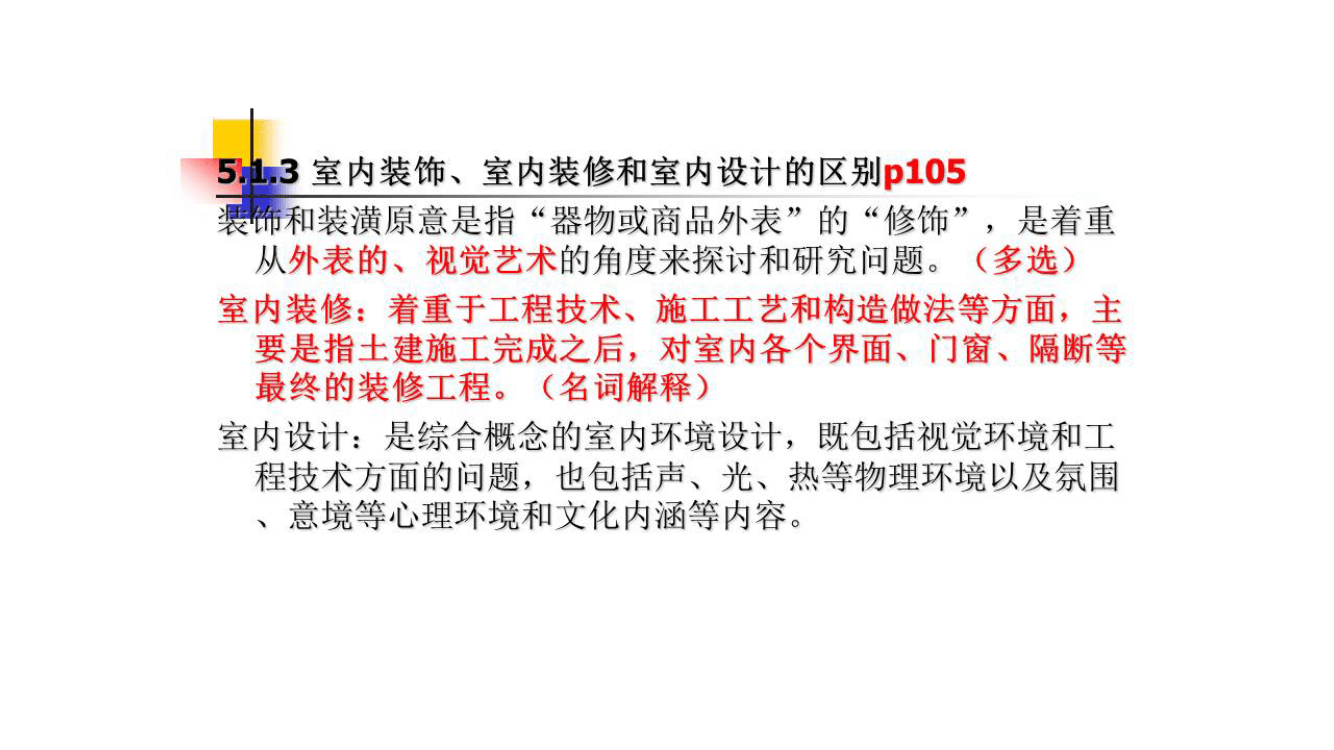 5.1.3 室内装饰、室内装修和室内设计的区别p105
装饰和装潢原意是指“器物或商品外表”的“修饰”，是着重
从外表的、视觉艺术的角度来探讨和研究问题。（多选）
室内装修：着重于工程技术、施工工艺和构造做法等方面，主
要是指土建施工完成之后，对室内各个界面、门窗、隔断等
最终的装修工程。（名词解释）
室内设计：是综合概念的室内环境设计，既包括视觉环境和工
程技术方面的问题，也包括声、光、热等物理环境以及氛围
、意境等心理环境和文化内涵等内容。